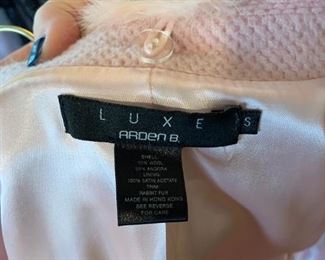 LUXE S
ARDEN B.
SHELL
WOOL
ANGORA
LINING
100% SATIN ACETATE
TRIM
RABBIT FUR
MADE IN HONG KONG
SEE REVERSE
FOR CARE